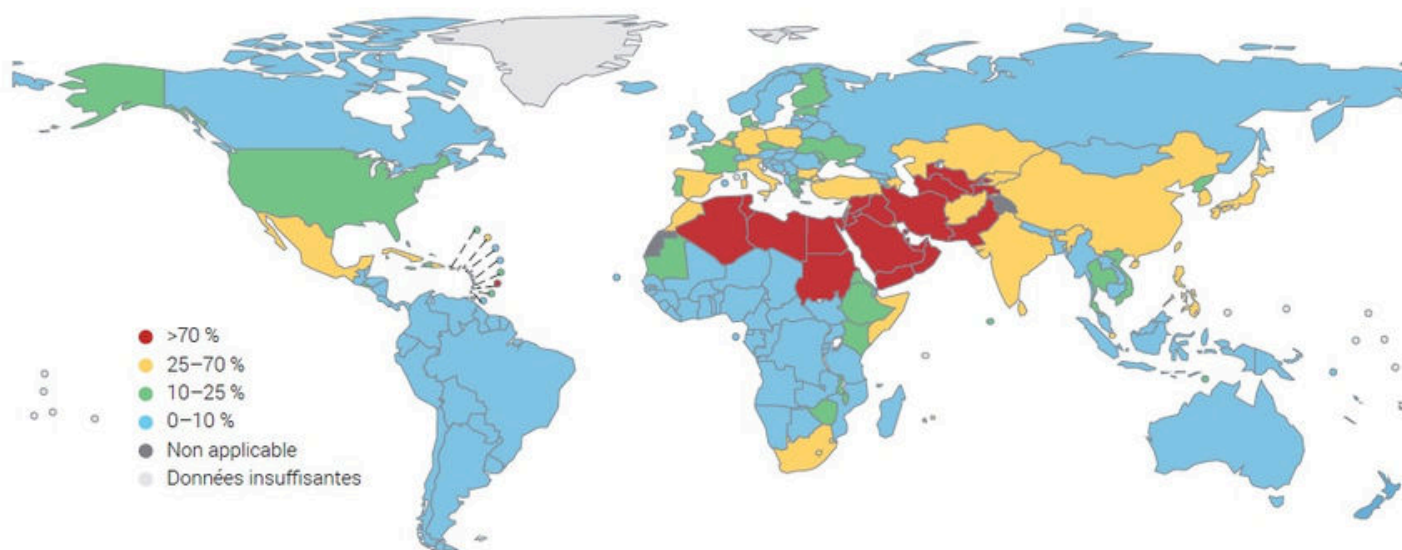 >70 %
25–70 %
10–25 %
0–10 %
Non applicable
Données insuffisantes